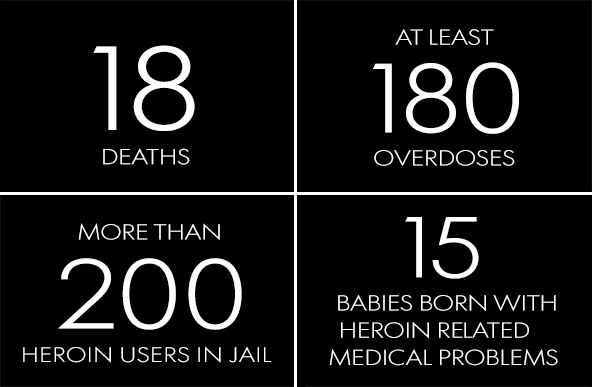 18
DEATHS
AT LEAST
180
OVERDOSES
MORE THAN
200
HEROIN USERS IN JAIL
15
BABIES BORN WITH
HEROIN RELATED
MEDICAL PROBLEMS